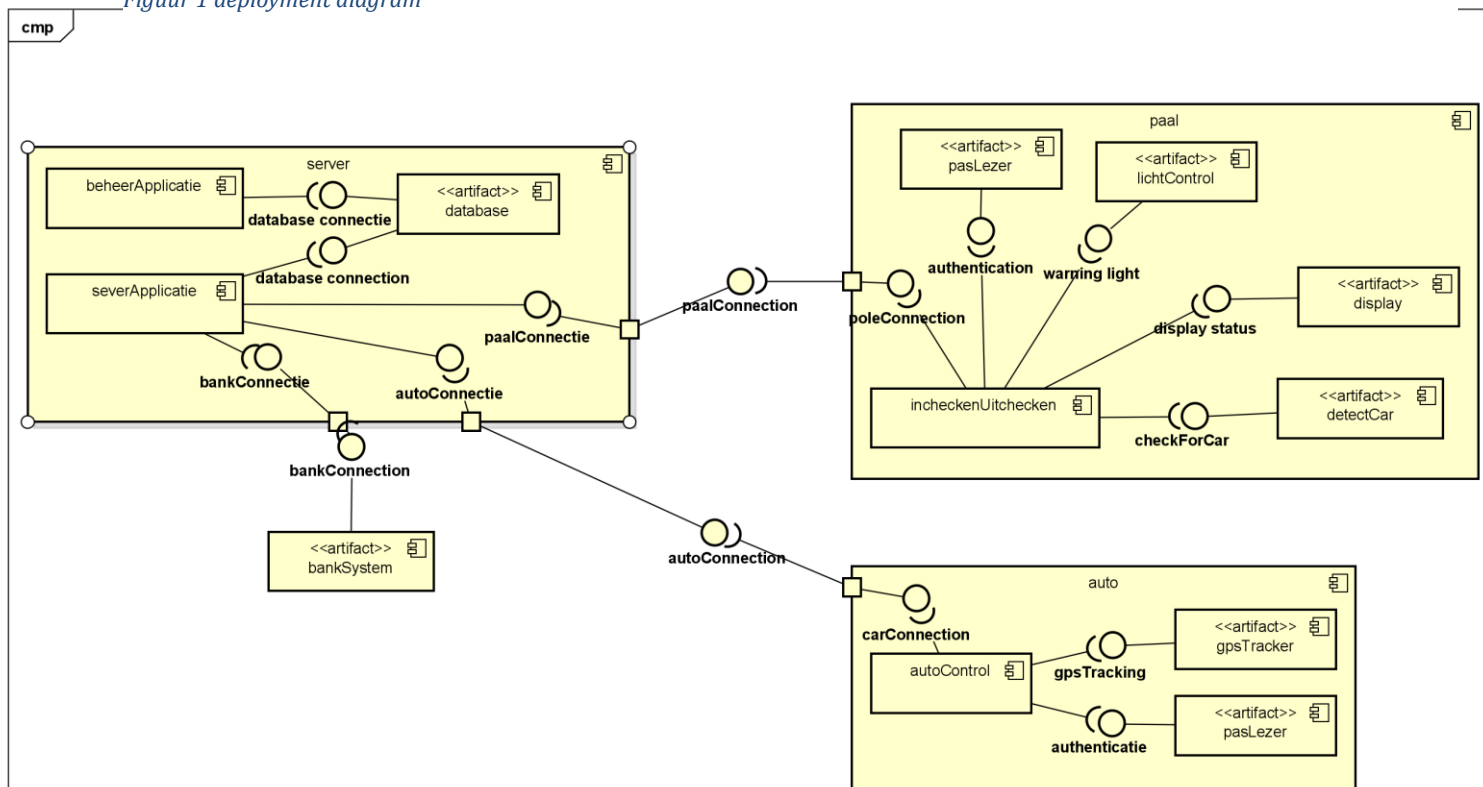 Figuur 1 deployment diagram
cmp
server
beheerApplicatie
database connectie
<<artifact>>
database
database connection
severApplicatie
paalConnectie
bankConnectie
autoConnectie
bankConnection
<<artifact>>
bankSystem
paalConnection
autoConnection
paal
<<artifact>>
pasLezer
<<artifact>>
lichtControl
authentication
warning light
poleConnection
display status
<<artifact>>
display
incheckenUitchecken
checkForCar
<<artifact>>
detectCar
auto
carConnection
autoControl
gpsTracking
<<artifact>>
gpsTracker
authenticatie
<<artifact>>
pasLezer